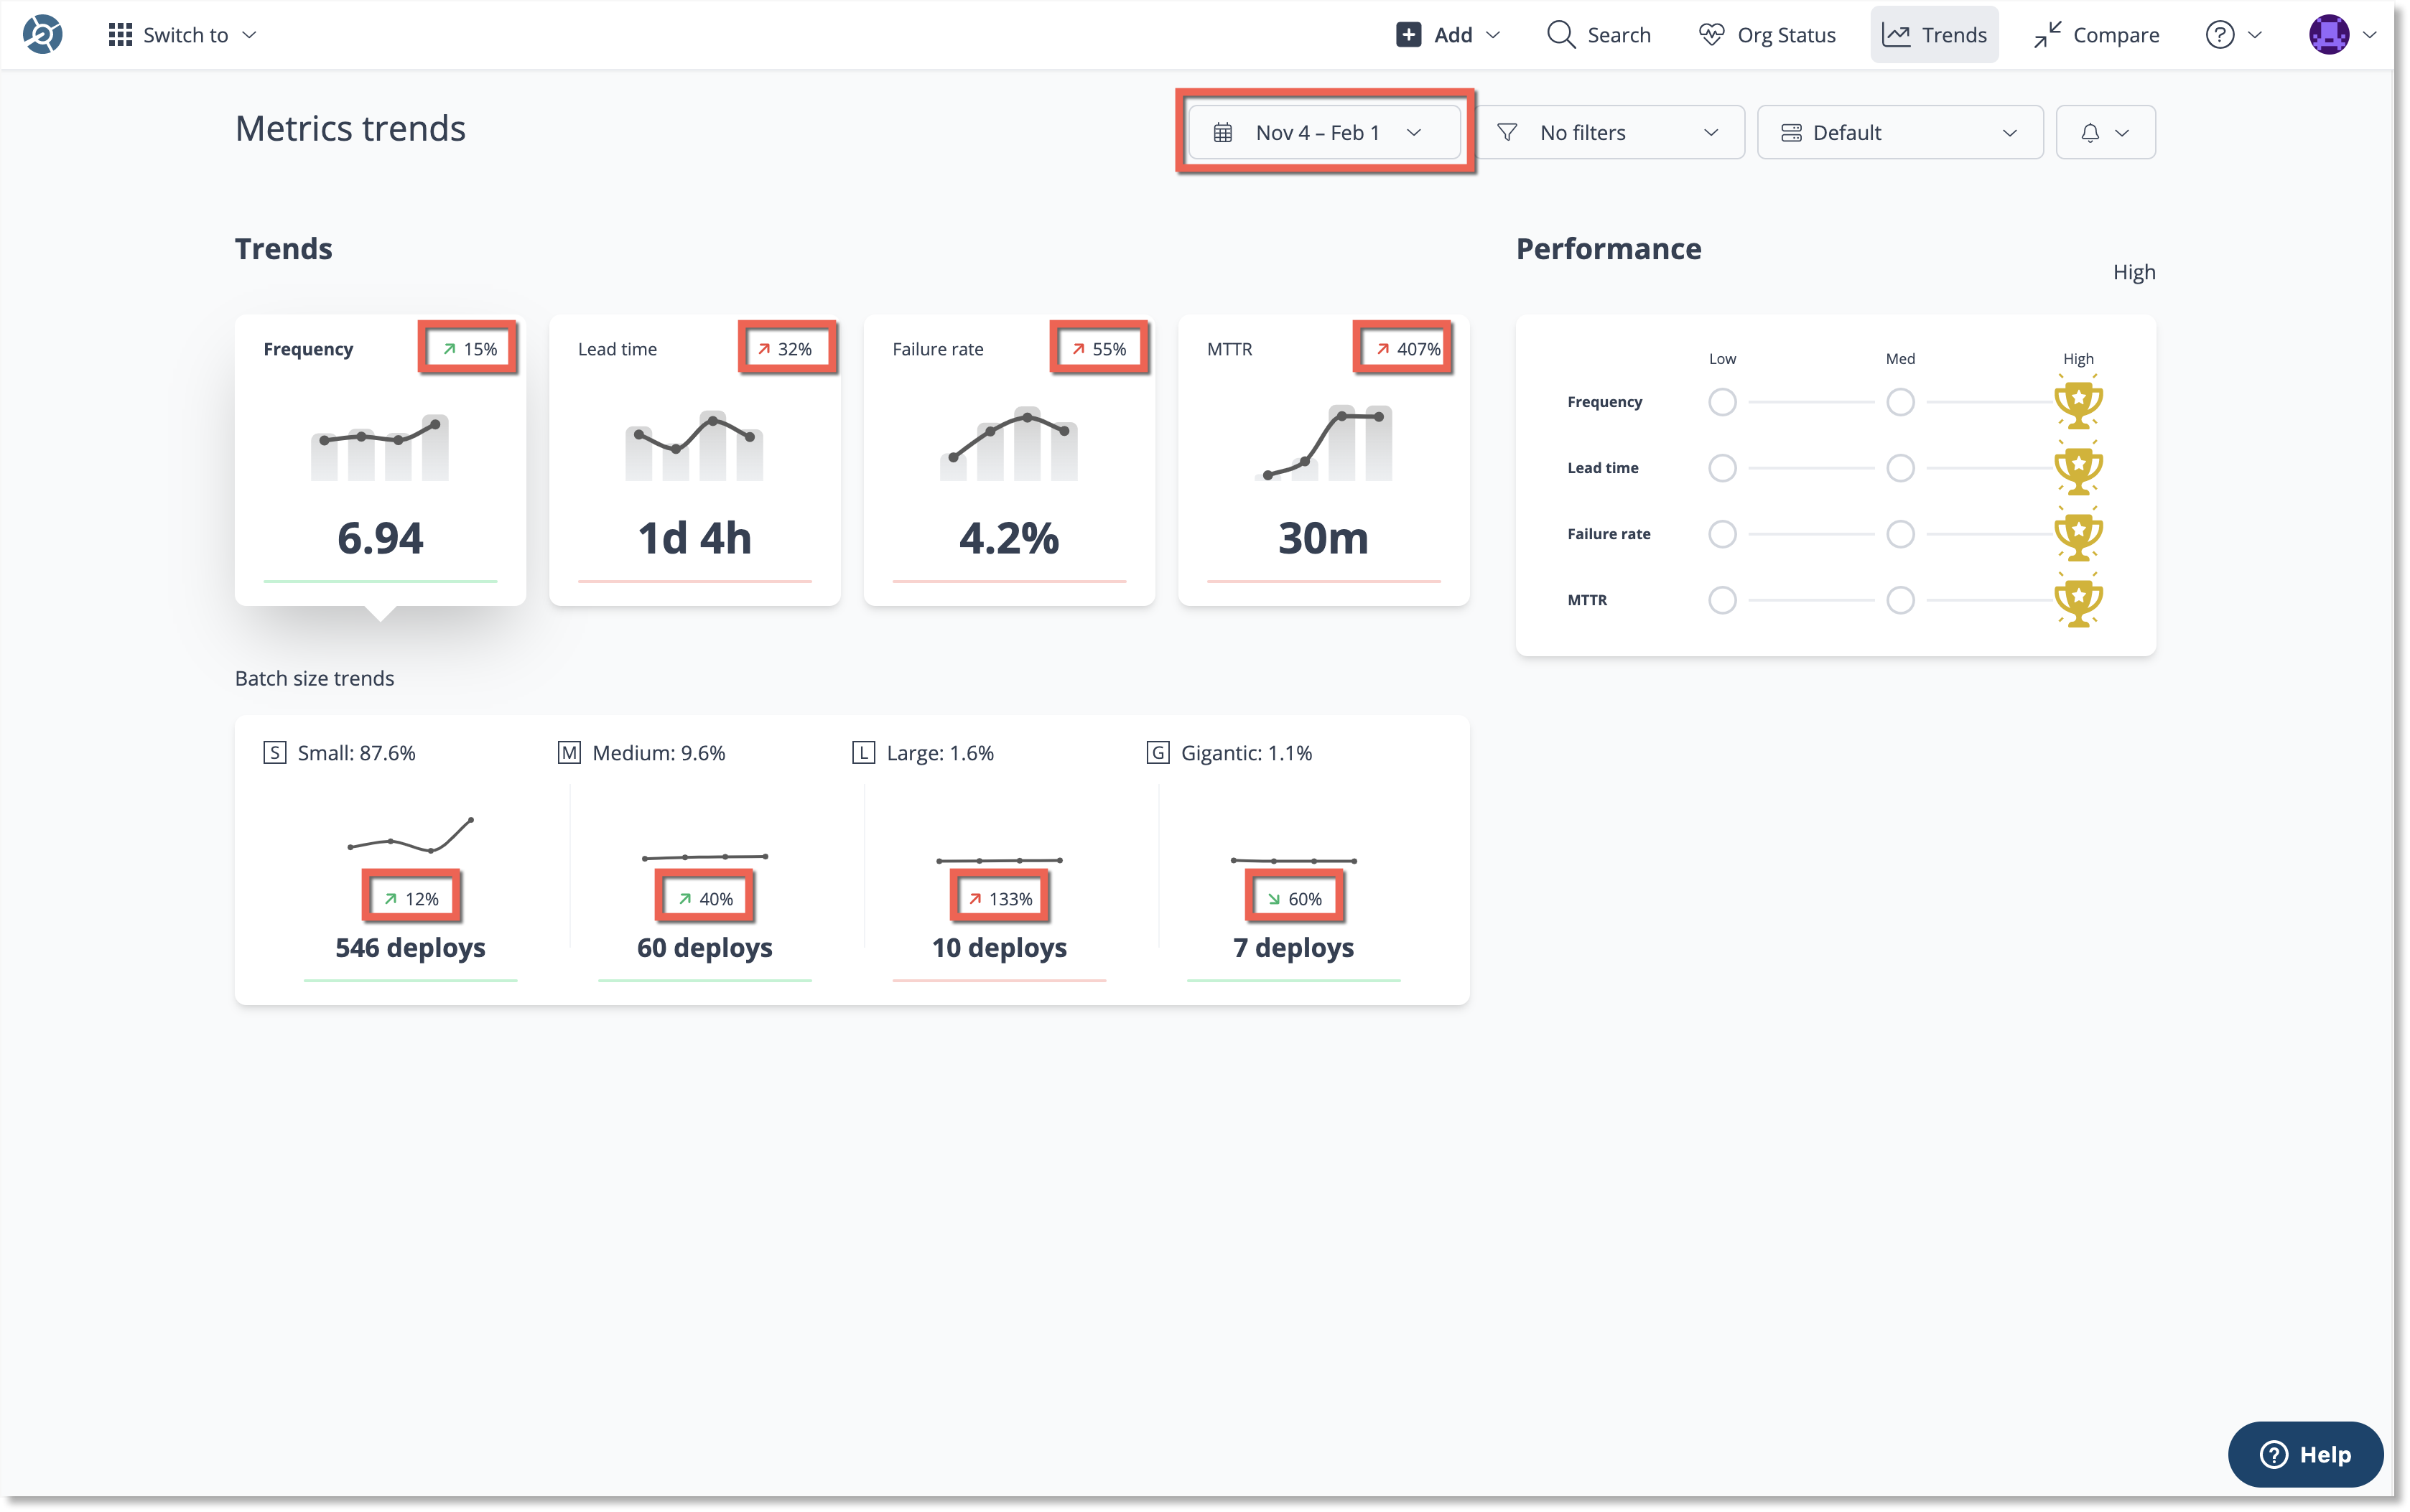 Switch to
Add
Search
Org Status
Trends
Compare
?
Metrics trends
Nov 4 – Feb 1
No filters
Default
Trends
Performance
High
Frequency
15%
Lead time
32%
Failure rate
55%
MTTR
407%
6.94
1d 4h
4.2%
30m
Low
Med
High
Frequency
Lead time
Failure rate
MTTR
Batch size trends
S Small: 87.6%
M Medium: 9.6%
L Large: 1.6%
G Gigantic: 1.1%
12%
40%
133%
60%
546 deploys
60 deploys
10 deploys
7 deploys
? Help